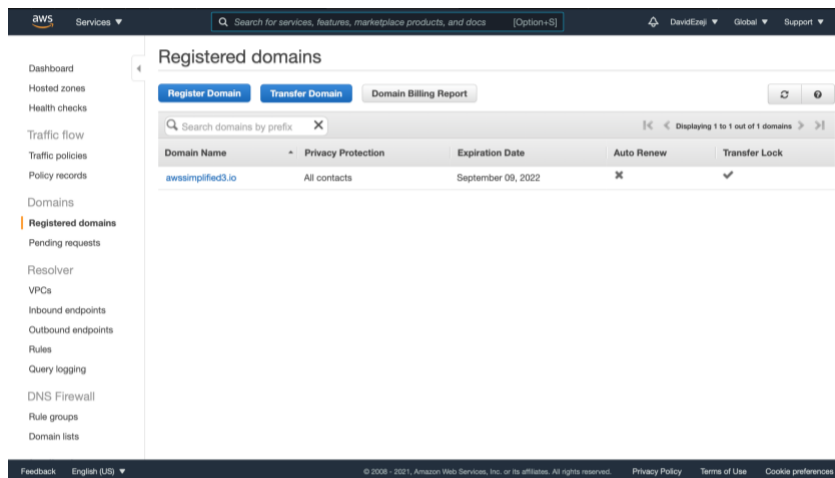 aws Services ▼ Search for services, features, marketplace products, and docs [Option+S] DavidEzeji ▼ Global ▼ Support ▼
Dashboard
Hosted zones
Health checks
Traffic flow
Traffic policies
Policy records
Domains
Registered domains
Pending requests
Resolver
VPCs
Inbound endpoints
Outbound endpoints
Rules
Query logging
DNS Firewall
Rule groups
Domain lists
Registered domains
Register Domain Transfer Domain Domain Billing Report
Search domains by prefix Displaying 1 to 1 out of 1 domains
Domain Name Privacy Protection Expiration Date Auto Renew Transfer Lock
awssimplified3.io All contacts September 09, 2022
Feedback English (US) ▼ © 2008 - 2021, Amazon Web Services, Inc. or its affiliates. All rights reserved. Privacy Policy Terms of Use Cookie preferences